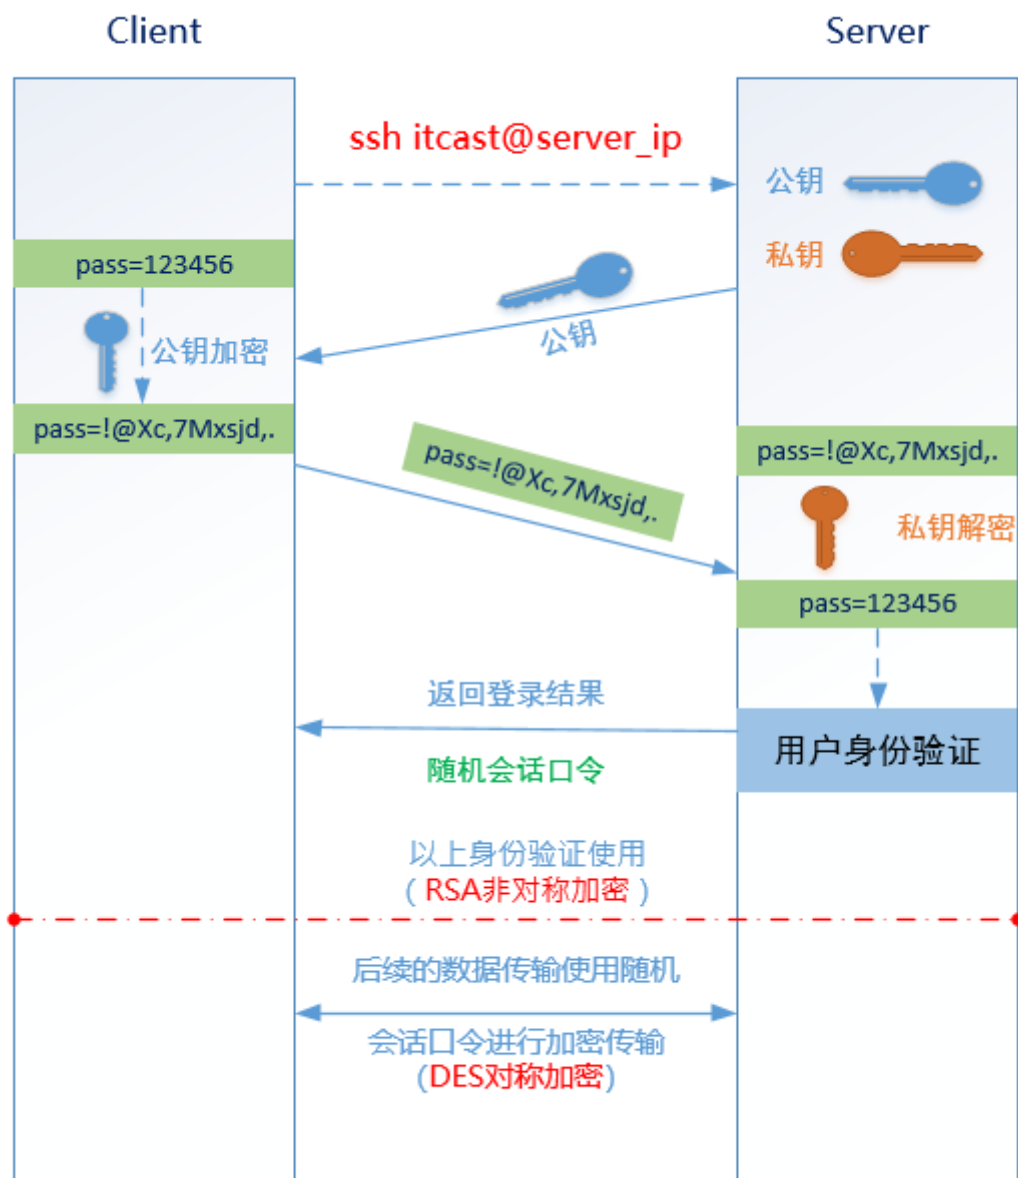 Client
Server
ssh itcast@server_ip
公钥
私钥
pass=123456
公钥
公钥加密
pass=!@Xc,7Mxsjd,.
pass=!@Xc,7Mxsjd,.
pass=!@Xc,7Mxsjd,.
私钥解密
pass=123456
返回登录结果
用户身份验证
随机会话口令
以上身份验证使用
（RSA非对称加密）
后续的数据传输使用随机
会话口令进行加密传输
（DES对称加密）